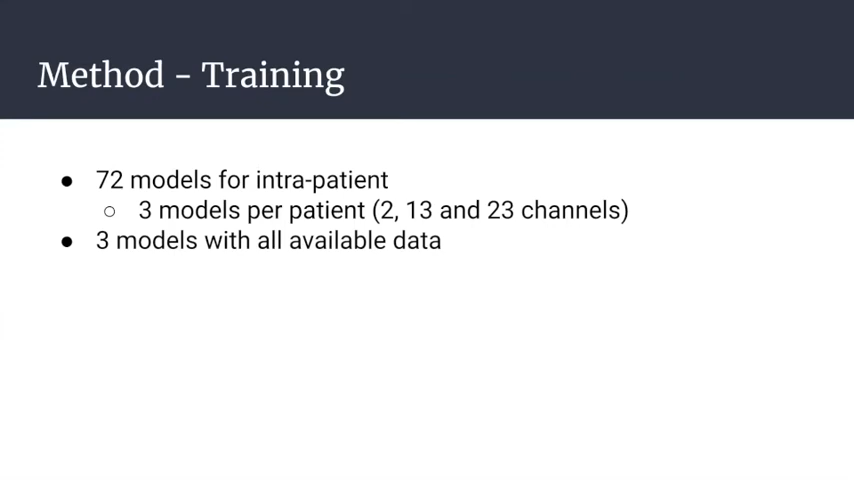 Method - Training
● 72 models for intra-patient
○ 3 models per patient (2, 13 and 23 channels)
● 3 models with all available data